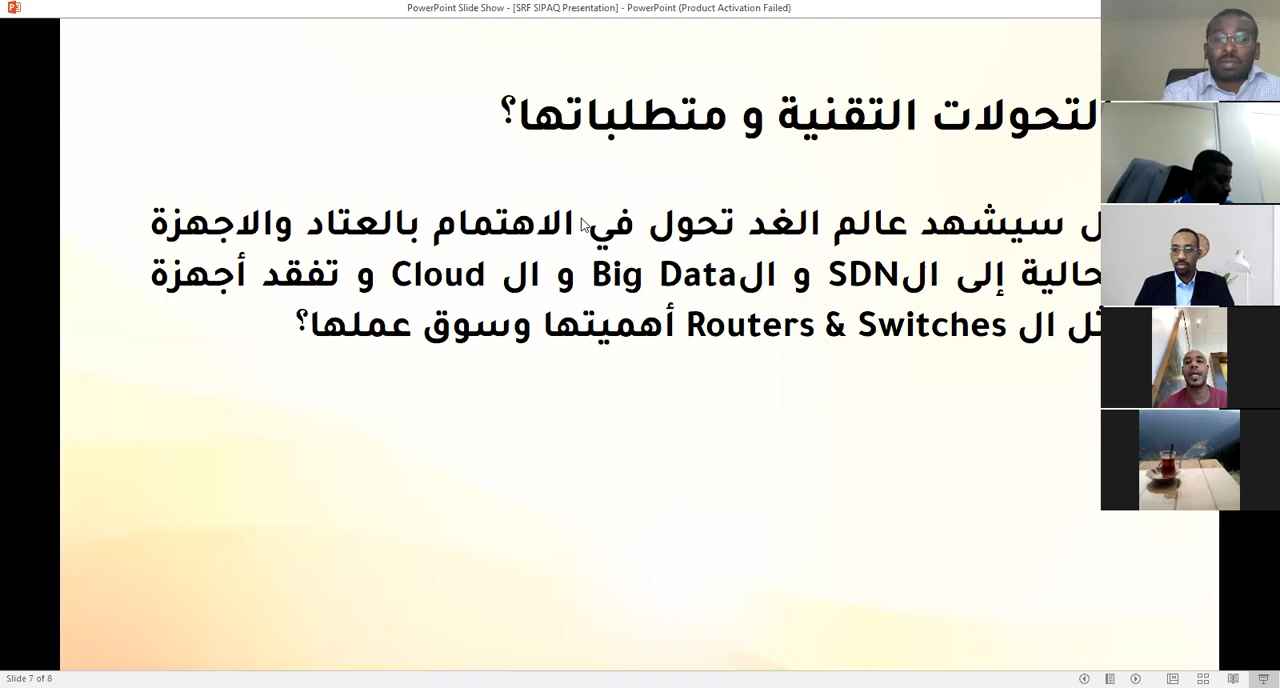 PowerPoint Slide Show - [SRF SIPAQ Presentation] - PowerPoint (Product Activation Failed)
لتحولات التقنية و متطلباتها؟
ل سيشهد عالم الغد تحول في الاهتمام بالعتاد والاجهزة
حالية إلى الSDN و الBig Data و ال Cloud و تفقد أجهزة
ثل ال Routers & Switches أهميتها وسوق عملها؟
Slide 7 of 8